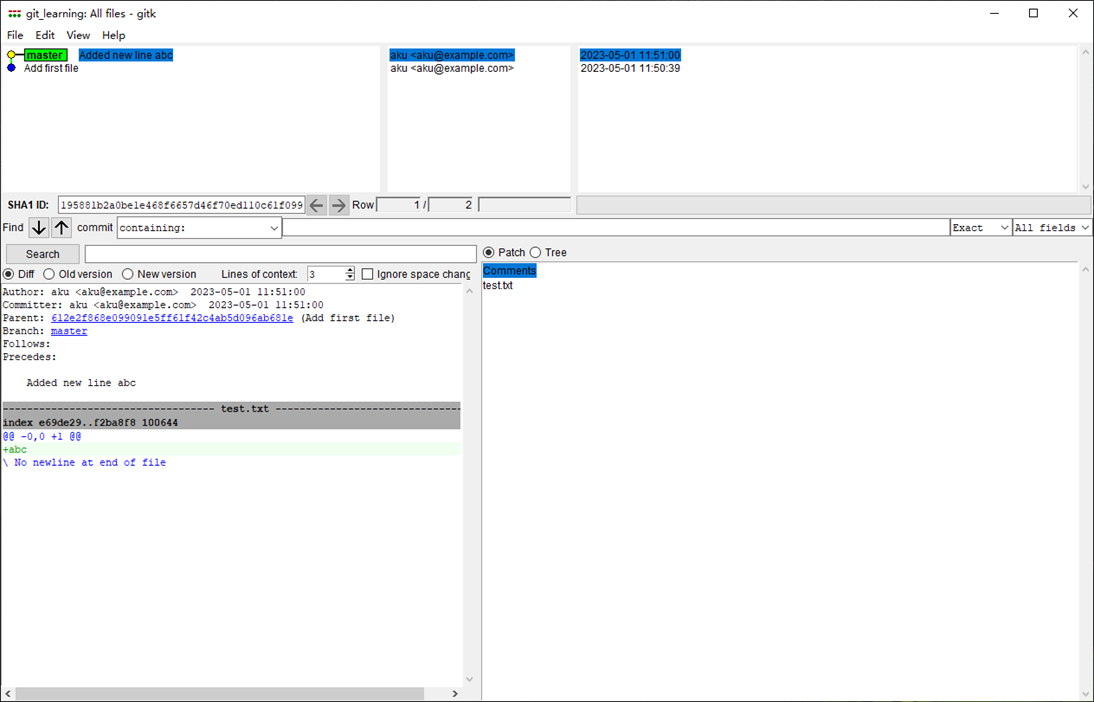 git_learning: All files - gitk
File Edit View Help
master Added new line abc aku <aku@example.com> 2023-05-01 11:51:00
Add first file aku <aku@example.com> 2023-05-01 11:50:39
SHA1 ID: 195881b2a0be1e468f6657d46f70ed110c61f099 Row 1 / 2
Find commit containing: Exact All fields
Search Patch Tree
Diff Old version New version Lines of context: 3 Ignore space chang
Comments
test.txt
Author: aku <aku@example.com> 2023-05-01 11:51:00
Committer: aku <aku@example.com> 2023-05-01 11:51:00
Parent: 612e2f868e099091e5ff61f42c4ab5d096ab681e (Add first file)
Branch: master
Follows:
Precedes:
Added new line abc
---------------------------------- test.txt ----------------------------------
index e69de29..f2ba8f8 100644
@@ -0,0 +1 @@
+abc
\ No newline at end of file